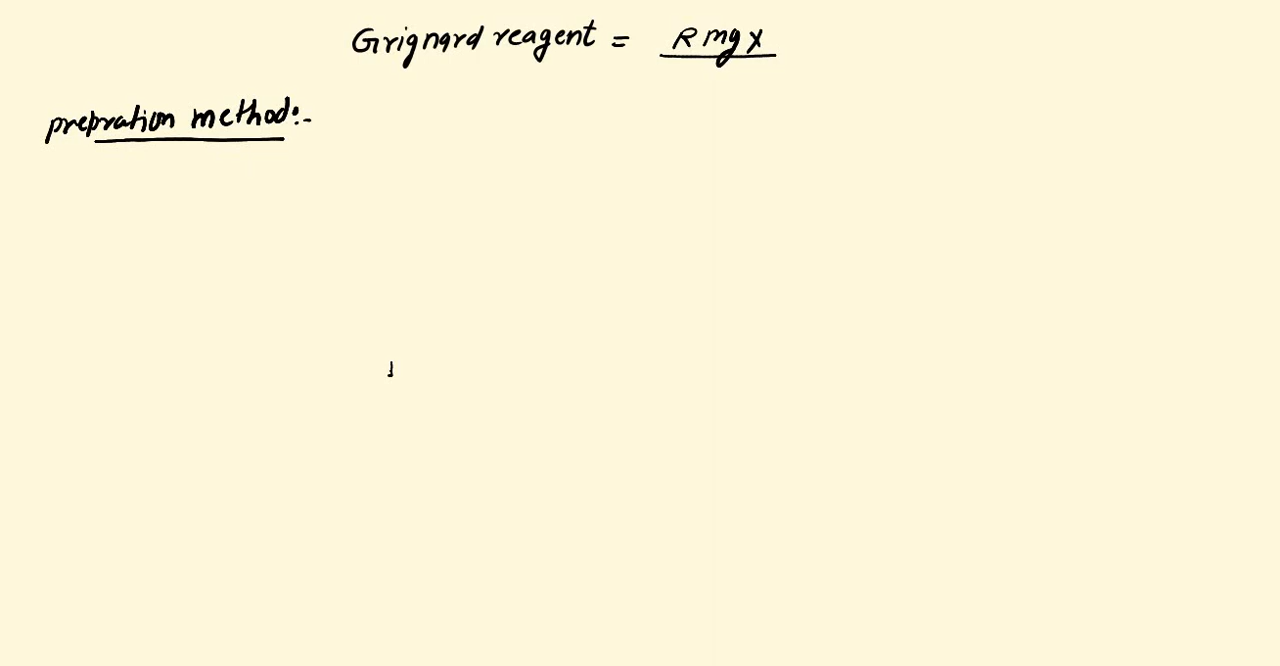 Grignard reagent = RMgX
prepration method:-